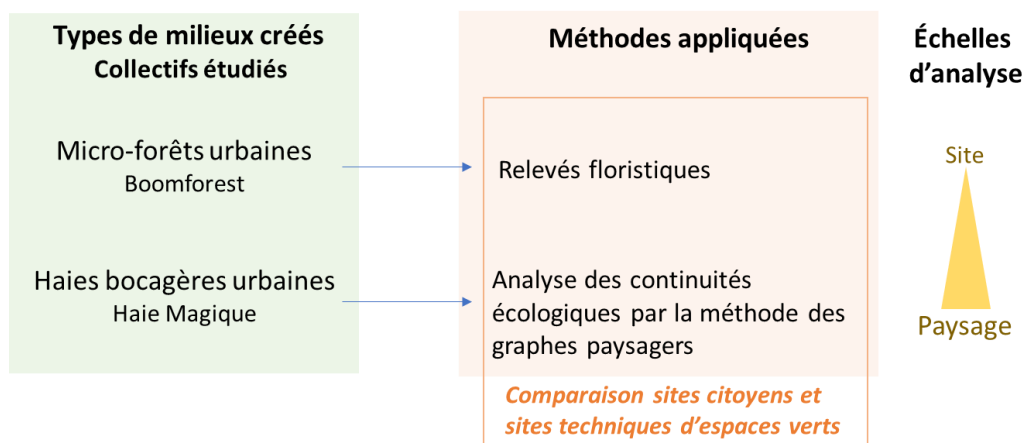 Types de milieux créés
Collectifs étudiés
Méthodes appliquées
Échelles
d’analyse
Micro-forêts urbaines
Boomforest
Relevés floristiques
Site
Haies bocagères urbaines
Haie Magique
Analyse des continuités
écologiques par la méthode des
graphes paysagers
Paysage
Comparaison sites citoyens et
sites techniques d’espaces verts